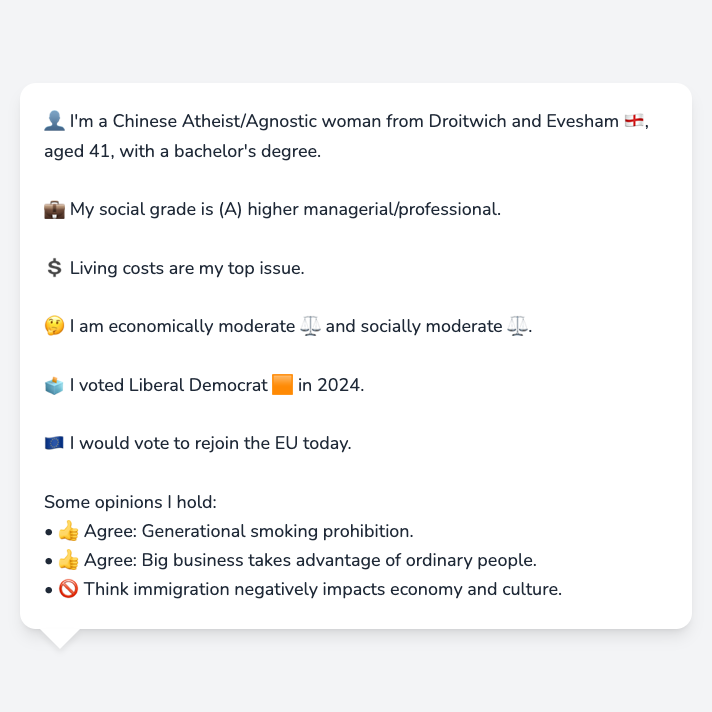 👤 I'm a Chinese Atheist/Agnostic woman from Droitwich and Evesham 🏴󠁧󠁢󠁥󠁮󠁧󠁿,
aged 41, with a bachelor's degree.
💼 My social grade is (A) higher managerial/professional.
💲 Living costs are my top issue.
🤔 I am economically moderate ⚖️ and socially moderate ⚖️.
🗳️ I voted Liberal Democrat 🟧 in 2024.
🇪🇺 I would vote to rejoin the EU today.
Some opinions I hold:
• 👍 Agree: Generational smoking prohibition.
• 👍 Agree: Big business takes advantage of ordinary people.
• 🚫 Think immigration negatively impacts economy and culture.